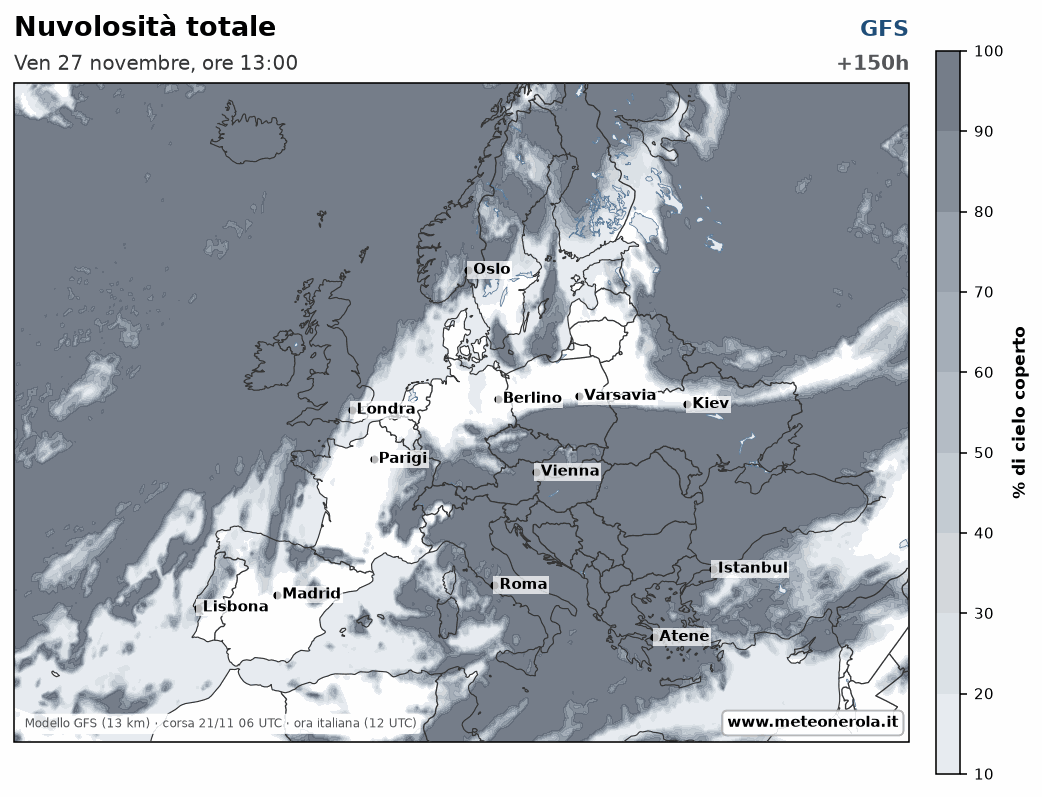 Nuvolosità totale
GFS
Ven 27 novembre, ore 13:00
+150h
100
90
80
70
60
50
40
30
20
10
% di cielo coperto
Oslo
Londra
Berlino
Varsavia
Kiev
Parigi
Vienna
Istanbul
Roma
Madrid
Lisbona
Atene
Modello GFS (13 km) · corsa 21/11 06 UTC · ora italiana (12 UTC)
www.meteonerola.it